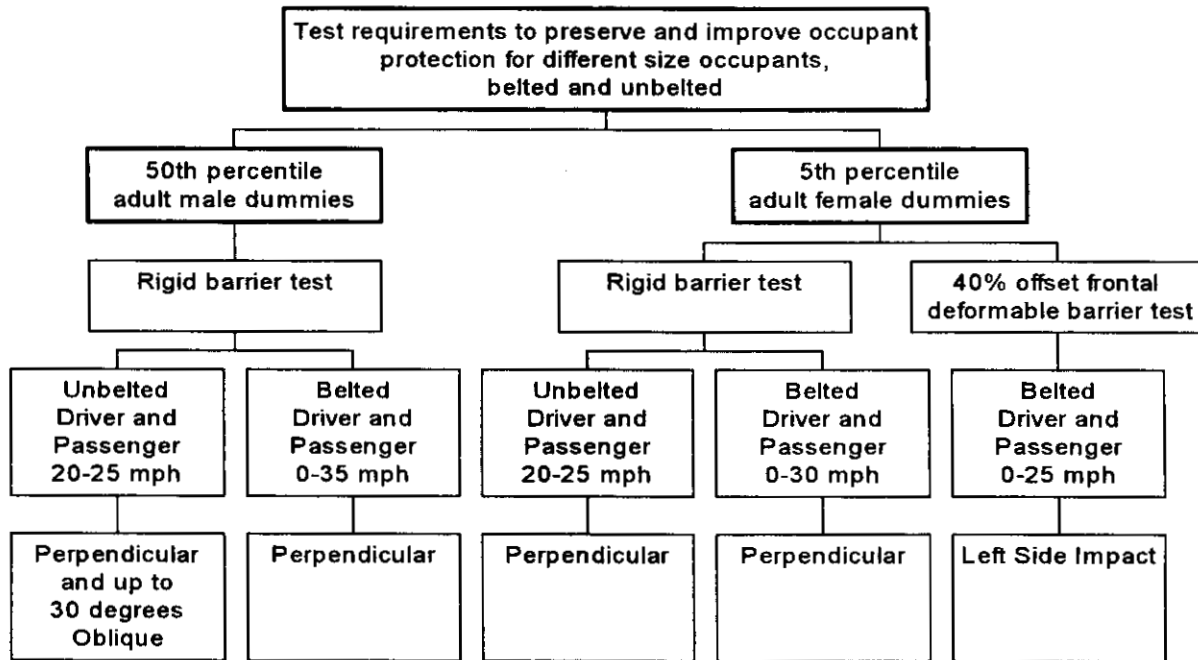 Test requirements to preserve and improve occupant
protection for different size occupants,
belted and unbelted
50th percentile
adult male dummies
5th percentile
adult female dummies
Rigid barrier test
Rigid barrier test
40% offset frontal
deformable barrier test
Unbelted
Driver and
Passenger
20-25 mph
Belted
Driver and
Passenger
0-35 mph
Unbelted
Driver and
Passenger
20-25 mph
Belted
Driver and
Passenger
0-30 mph
Belted
Driver and
Passenger
0-25 mph
Perpendicular
and up to
30 degrees
Oblique
Perpendicular
Perpendicular
Perpendicular
Left Side Impact